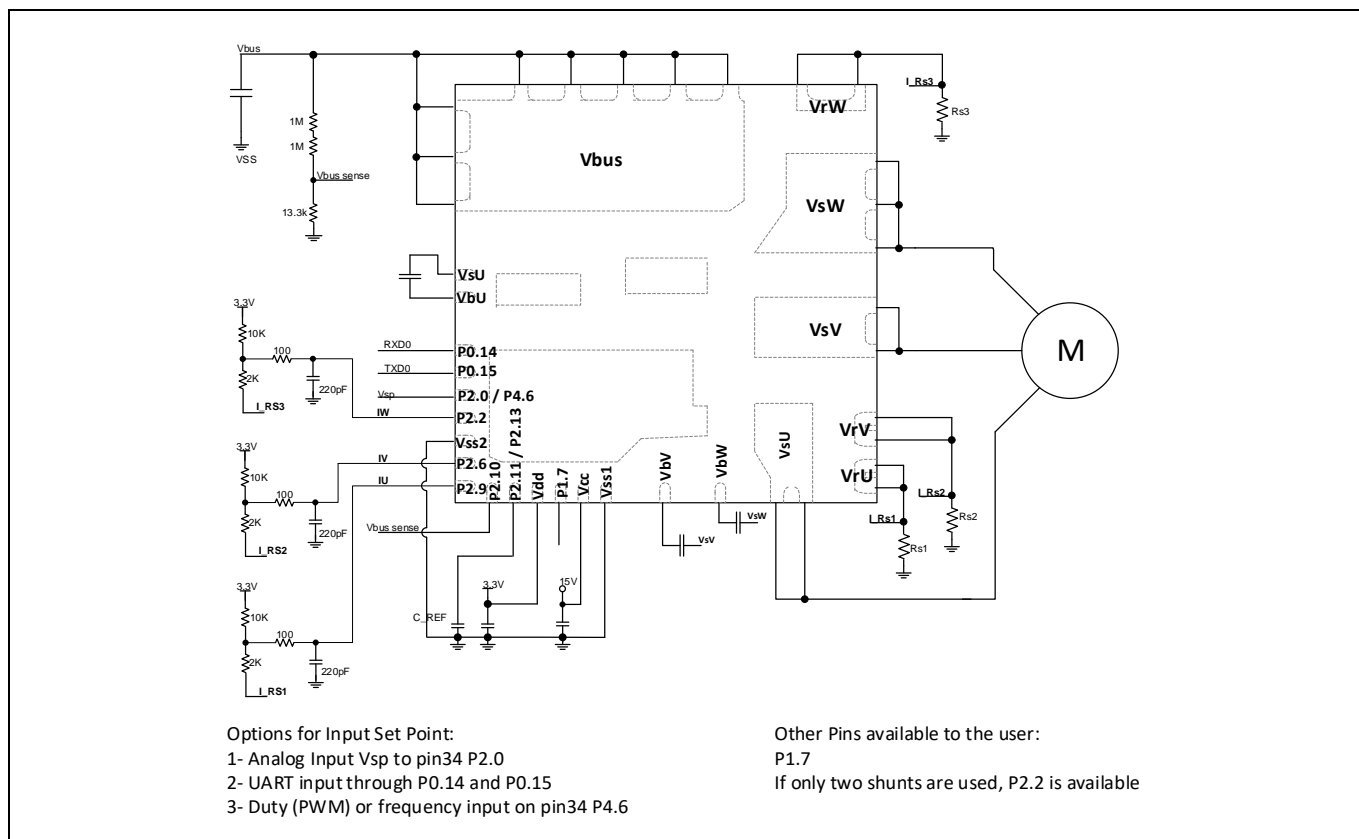 Vbus
VSS
1M
1M
Vbus sense
13.3k
Vbus
VrW
I_Rs3
Rs3
VsW
VsV
M
VsU
VbU
3.3V
10K
100
2K
220pF
I_RS3
RXD0
TXD0
Vsp
IW
P0.14
P0.15
P2.0 / P4.6
P2.2
Vss2
P2.6
P2.9
P2.10
P2.11 / P2.13
Vdd
P1.7
Vcc
Vss1
VbV
VbW
VsU
VrV
VrU
I_Rs2
Rs2
I_Rs1
Rs1
VsW
VsV
3.3V
10K
100
2K
220pF
I_RS2
IV
IU
Vbus sense
C_REF
3.3V
15V
3.3V
10K
100
2K
220pF
I_RS1
Options for Input Set Point:
1- Analog Input Vsp to pin34 P2.0
2- UART input through P0.14 and P0.15
3- Duty (PWM) or frequency input on pin34 P4.6
Other Pins available to the user:
P1.7
If only two shunts are used, P2.2 is available